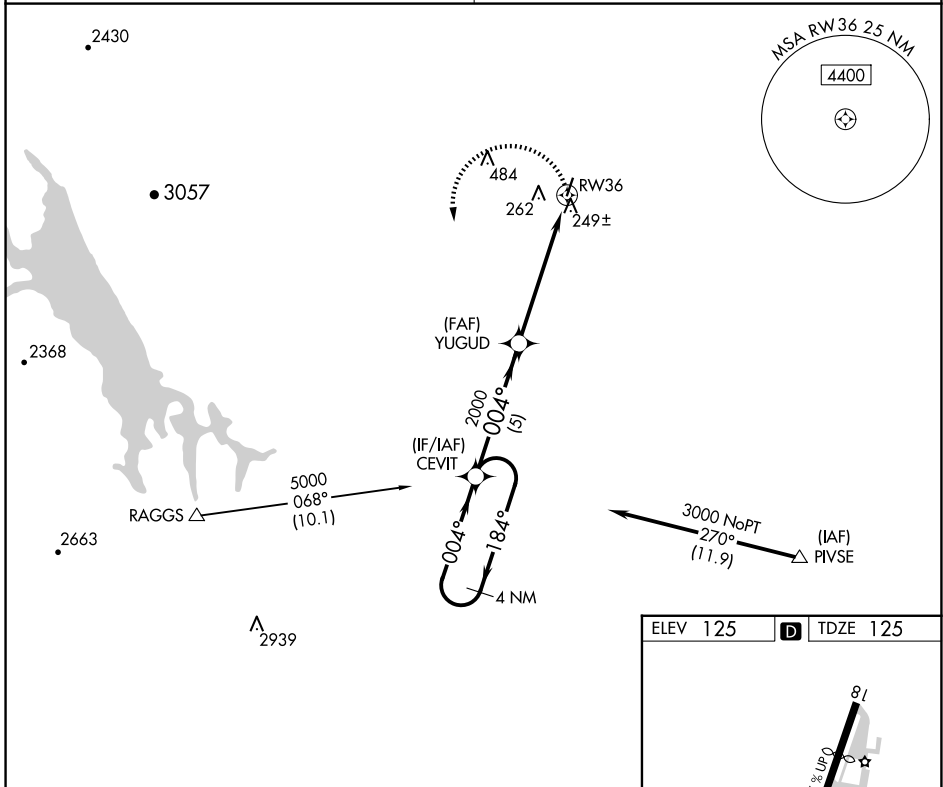 2430
MSA RW36 25 NM
4400
3057
484
262
RW36
249±
(FAF)
YUGUD
2368
2000
004°
(5)
(IF/IAF)
CEVIT
5000
068°
(10.1)
RAGGS
3000 NoPT
270°
(11.9)
(IAF)
PIVSE
004°
184°
2663
4 NM
2939
ELEV 125
D
TDZE 125
18
% UP